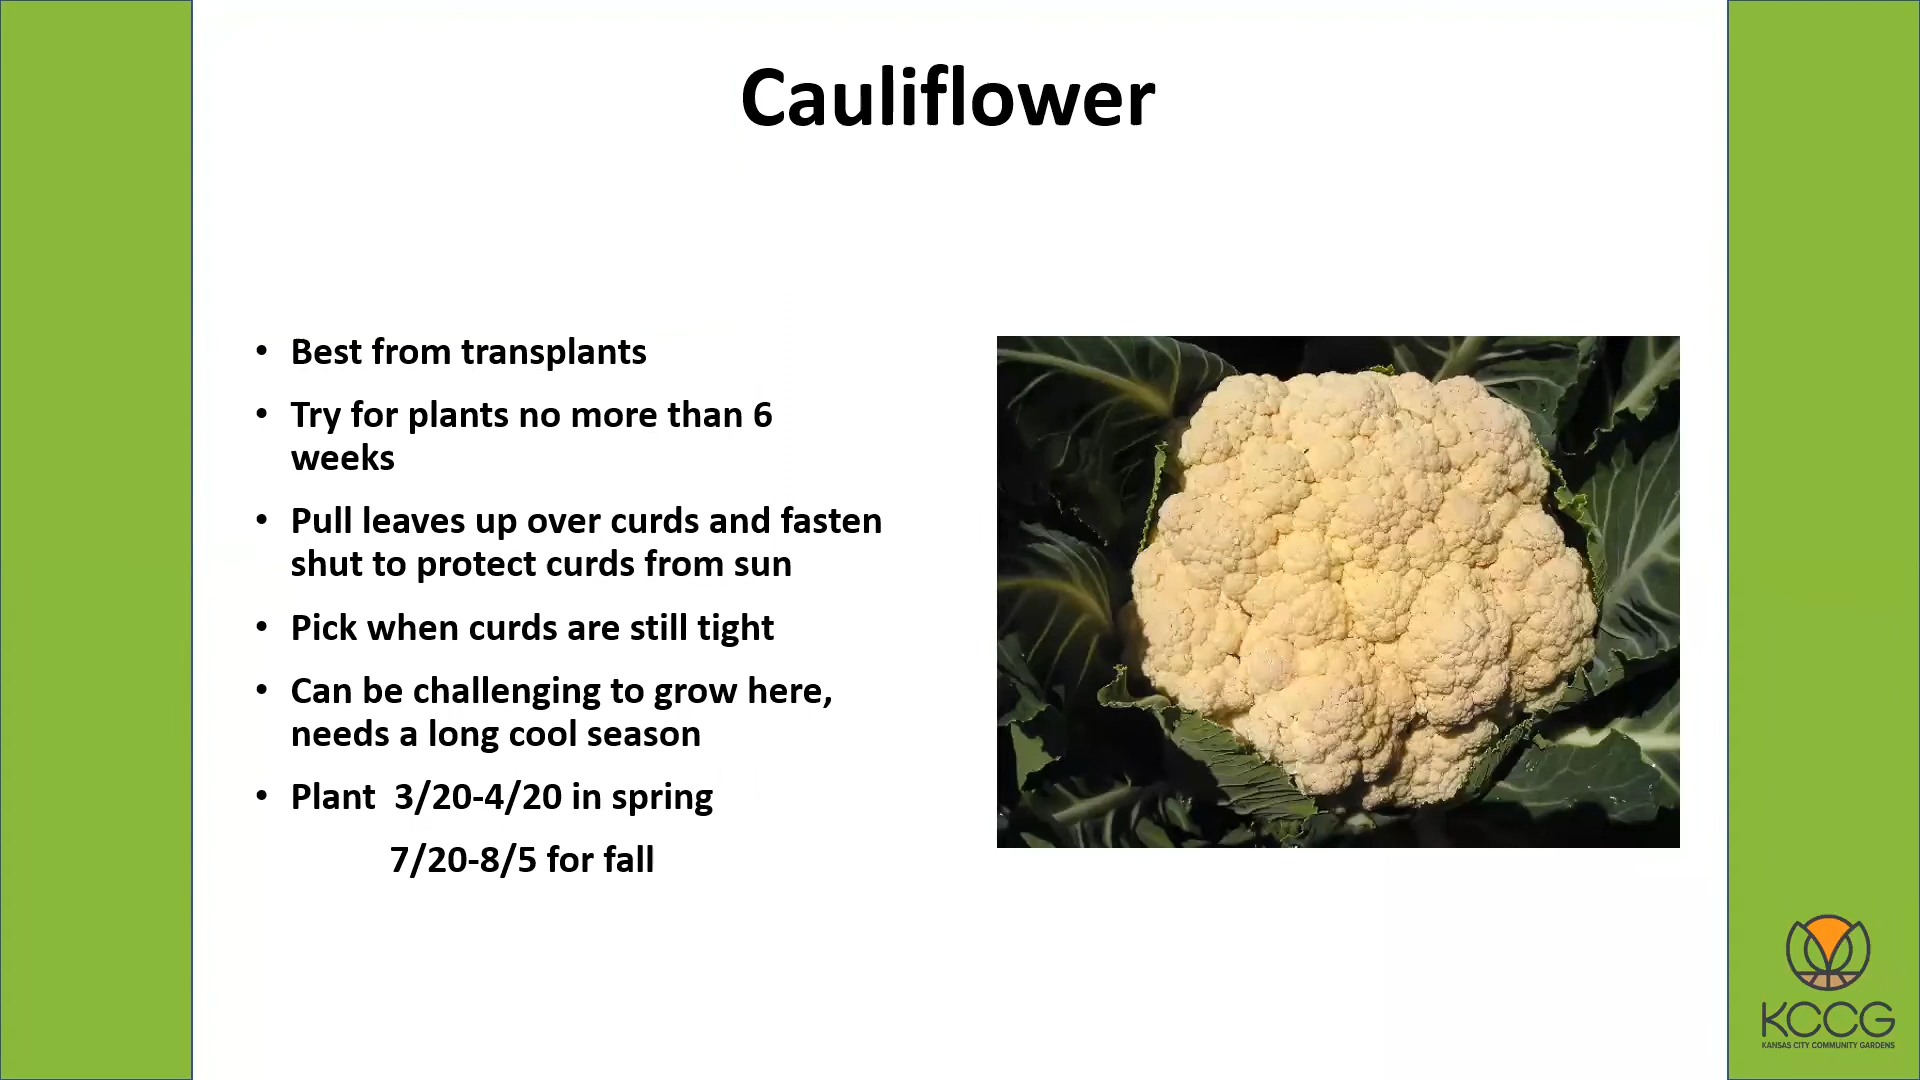 Cauliflower
• Best from transplants
• Try for plants no more than 6
weeks
• Pull leaves up over curds and fasten
shut to protect curds from sun
• Pick when curds are still tight
• Can be challenging to grow here,
needs a long cool season
• Plant  3/20-4/20 in spring
7/20-8/5 for fall
KCCG
KANSAS CITY COMMUNITY GARDENS